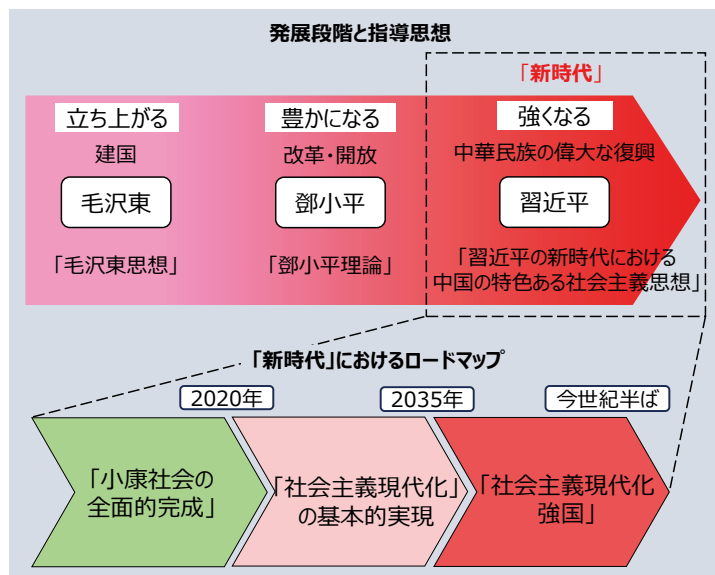 発展段階と指導思想
「新時代」
立ち上がる
建国
毛沢東
「毛沢東思想」
豊かになる
改革・開放
鄧小平
「鄧小平理論」
強くなる
中華民族の偉大な復興
習近平
「習近平の新時代における
中国の特色ある社会主義思想」
「新時代」におけるロードマップ
2020年
2035年
今世紀半ば
「小康社会の
全面的完成」
「社会主義現代化」
の基本的実現
「社会主義現代化
強国」